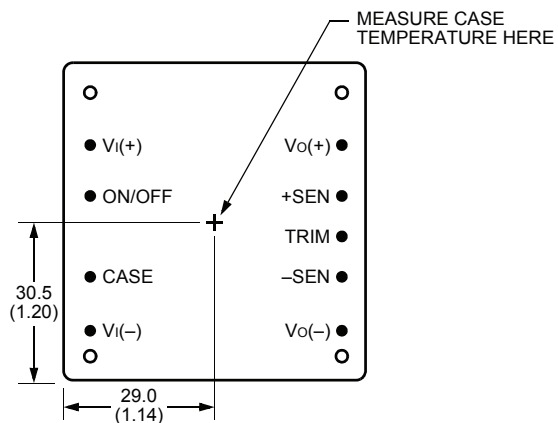 MEASURE CASE
TEMPERATURE HERE
VI(+)
VO(+)
ON/OFF
+SEN
TRIM
CASE
–SEN
30.5
(1.20)
VI(–)
VO(–)
29.0
(1.14)